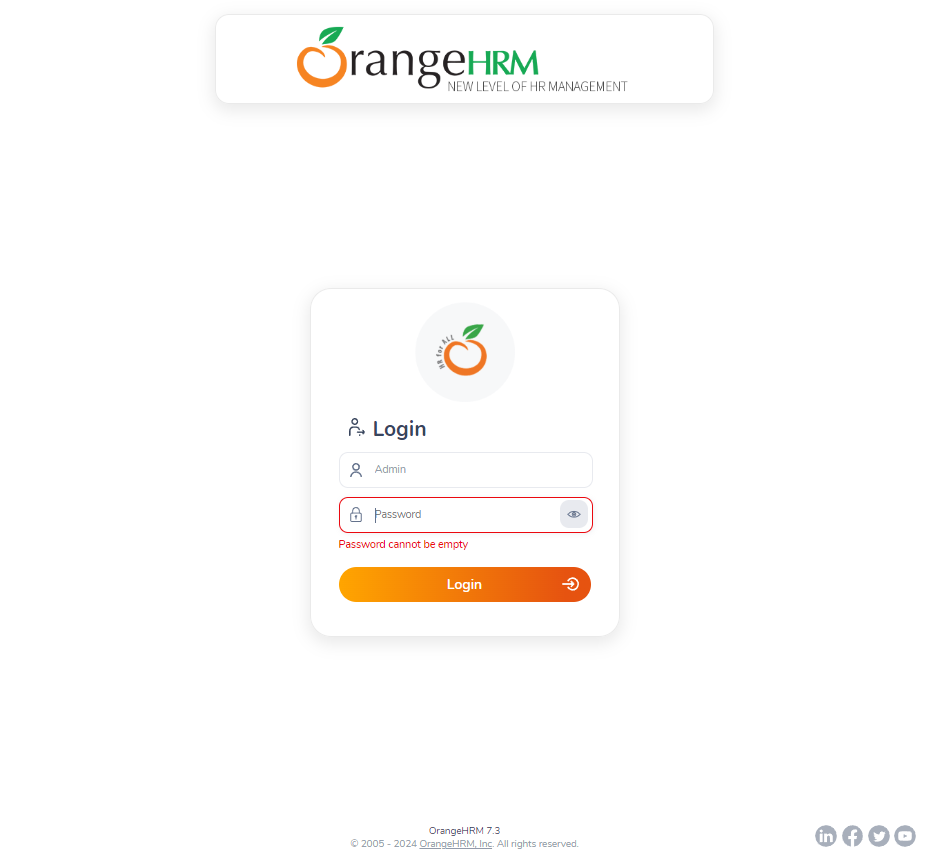 OrangeHRM
NEW LEVEL OF HR MANAGEMENT
HR for ALL
Login
Admin
Password
Password cannot be empty
Login
OrangeHRM 7.3
© 2005 - 2024 OrangeHRM, Inc. All rights reserved.